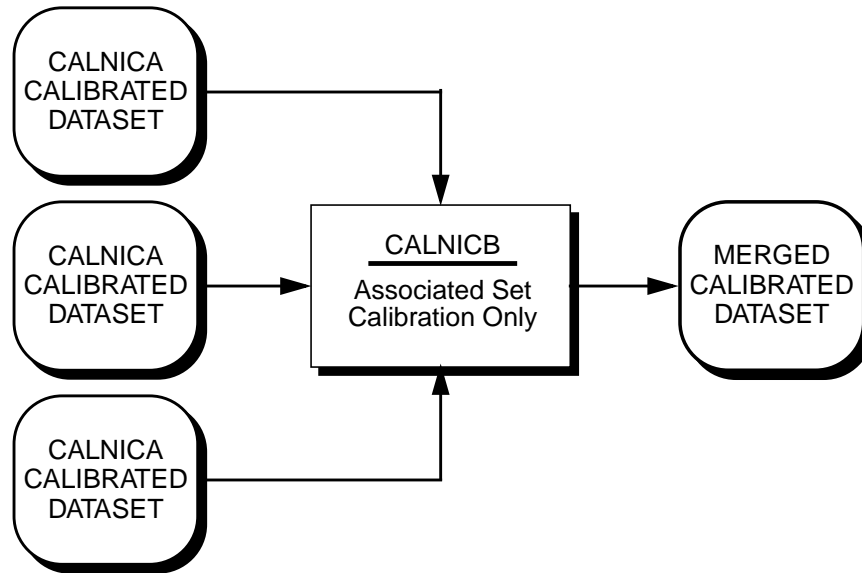 CALNICA
CALIBRATED
DATASET
CALNICA
CALIBRATED
DATASET
CALNICA
CALIBRATED
DATASET
CALNICB
Associated Set
Calibration Only
MERGED
CALIBRATED
DATASET